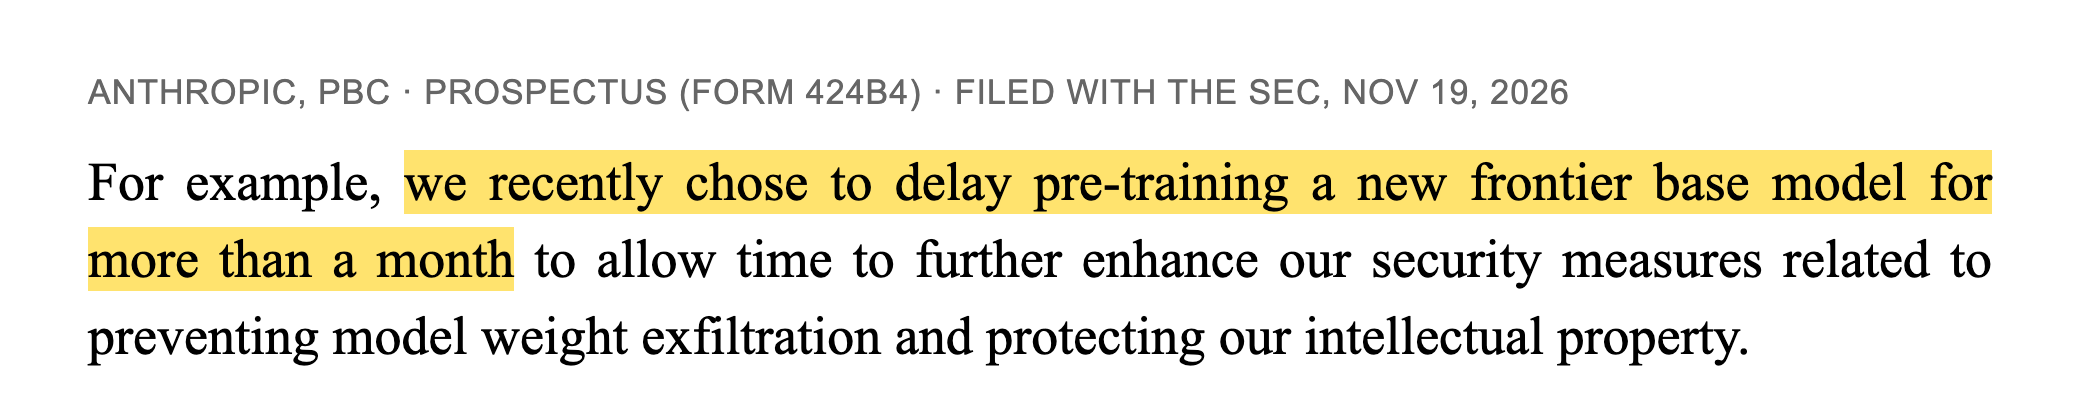 ANTHROPIC, PBC · PROSPECTUS (FORM 424B4) · FILED WITH THE SEC, NOV 19, 2026
For example, we recently chose to delay pre-training a new frontier base model for
more than a month to allow time to further enhance our security measures related to
preventing model weight exfiltration and protecting our intellectual property.